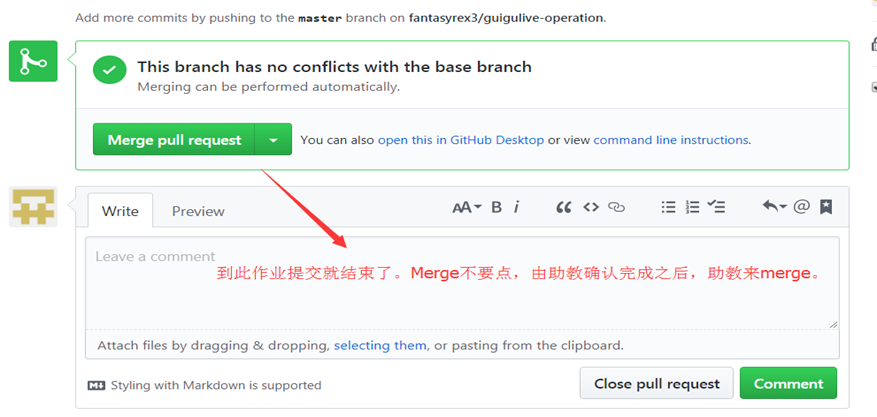 Add more commits by pushing to the master branch on fantasyrex3/guigulive-operation.
This branch has no conflicts with the base branch
Merging can be performed automatically.
Merge pull request You can also open this in GitHub Desktop or view command line instructions.
Write Preview AA B i “ <> @
Leave a comment
到此作业提交就结束了。Merge不要点，由助教确认完成之后，助教来merge。
Attach files by dragging & dropping, selecting them, or pasting from the clipboard.
M↓ Styling with Markdown is supported Close pull request Comment